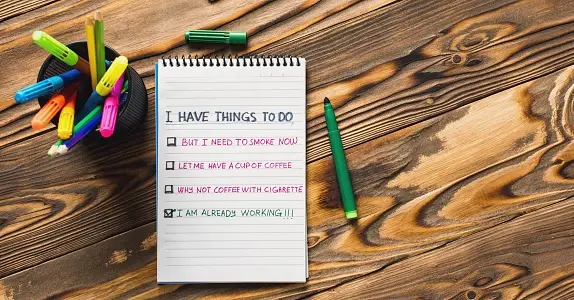 I HAVE THINGS TO DO
BUT I NEED TO SMOKE NOW
LET ME HAVE A CUP OF COFFEE
WHY NOT COFFEE WITH CIGARETTE
I AM ALREADY WORKING!!!